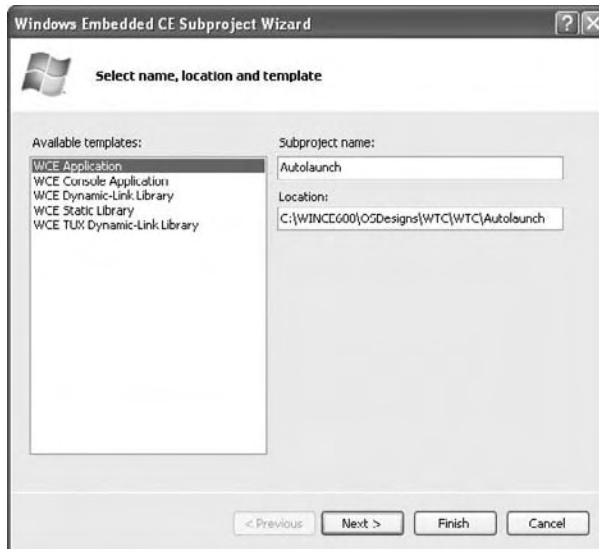 Windows Embedded CE Subproject Wizard
Select name, location and template
Available templates:
WCE Application
WCE Console Application
WCE Dynamic-Link Library
WCE Static Library
WCE TUX Dynamic-Link Library
Subproject name:
Autolaunch
Location:
C:\WINCE600\OSDesigns\WTC\WTC\Autolaunch
< Previous
Next >
Finish
Cancel